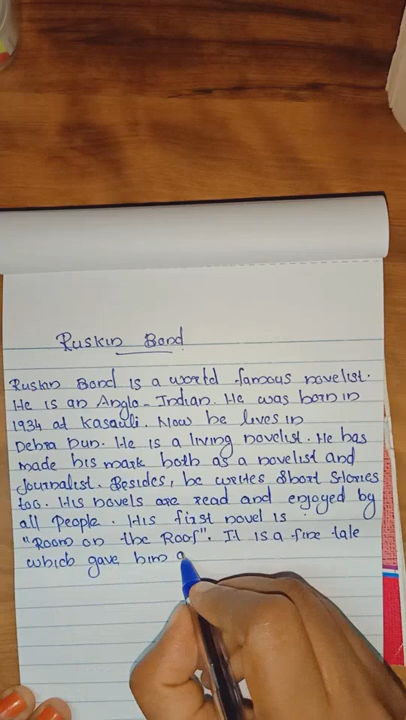 Ruskin Bond
Ruskin Bond is a world famous novelist.
He is an Anglo-Indian. He was born in
1934 at Kasauli. Now he lives in
Dehra Dun. He is a living novelist. He has
made his mark both as a novelist and
Journalist. Besides, he writes Short Stories
too. His novels are read and enjoyed by
all People. His first novel is
"Room on the Roof". It is a fine tale
which gave him a